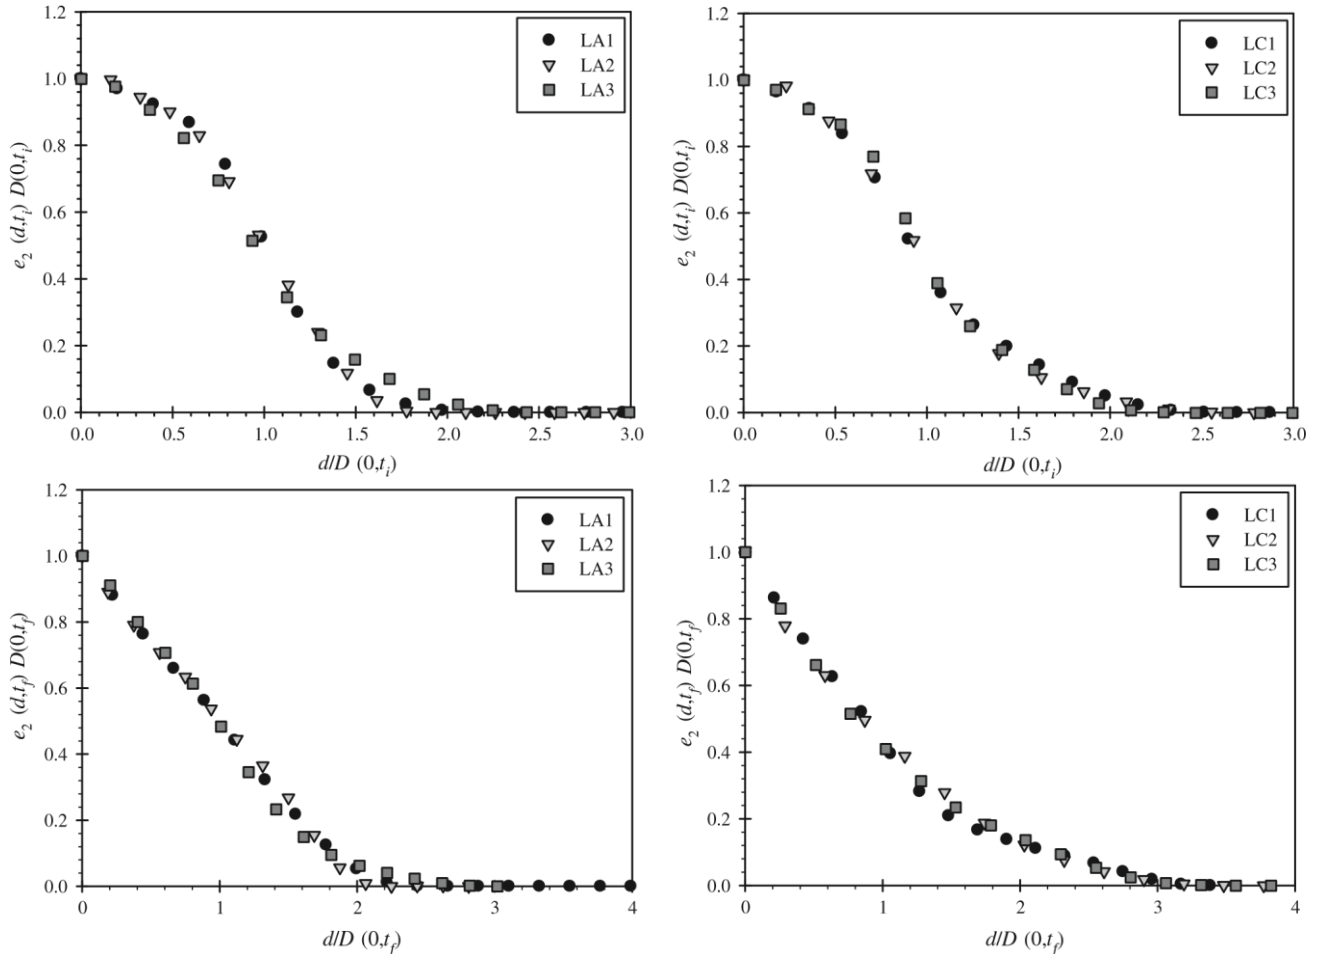 1.2
1.0
0.8
0.6
0.4
0.2
0.0
e₂ (d,tᵢ) D(0,tᵢ)
LA1
LA2
LA3
0.0 0.5 1.0 1.5 2.0 2.5 3.0
d/D (0,tᵢ)
1.2
1.0
0.8
0.6
0.4
0.2
0.0
e₂ (d,tᵢ) D(0,tᵢ)
LC1
LC2
LC3
0.0 0.5 1.0 1.5 2.0 2.5 3.0
d/D (0,tᵢ)
1.2
1.0
0.8
0.6
0.4
0.2
0.0
e₂ (d,t_f) D(0,t_f)
LA1
LA2
LA3
0 1 2 3 4
d/D (0,t_f)
1.2
1.0
0.8
0.6
0.4
0.2
0.0
e₂ (d,t_f) D(0,t_f)
LC1
LC2
LC3
0 1 2 3 4
d/D (0,t_f)